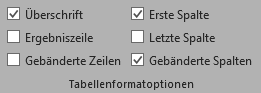 Überschrift Erste Spalte
Ergebniszeile Letzte Spalte
Gebänderte Zeilen Gebänderte Spalten
Tabellenformatoptionen